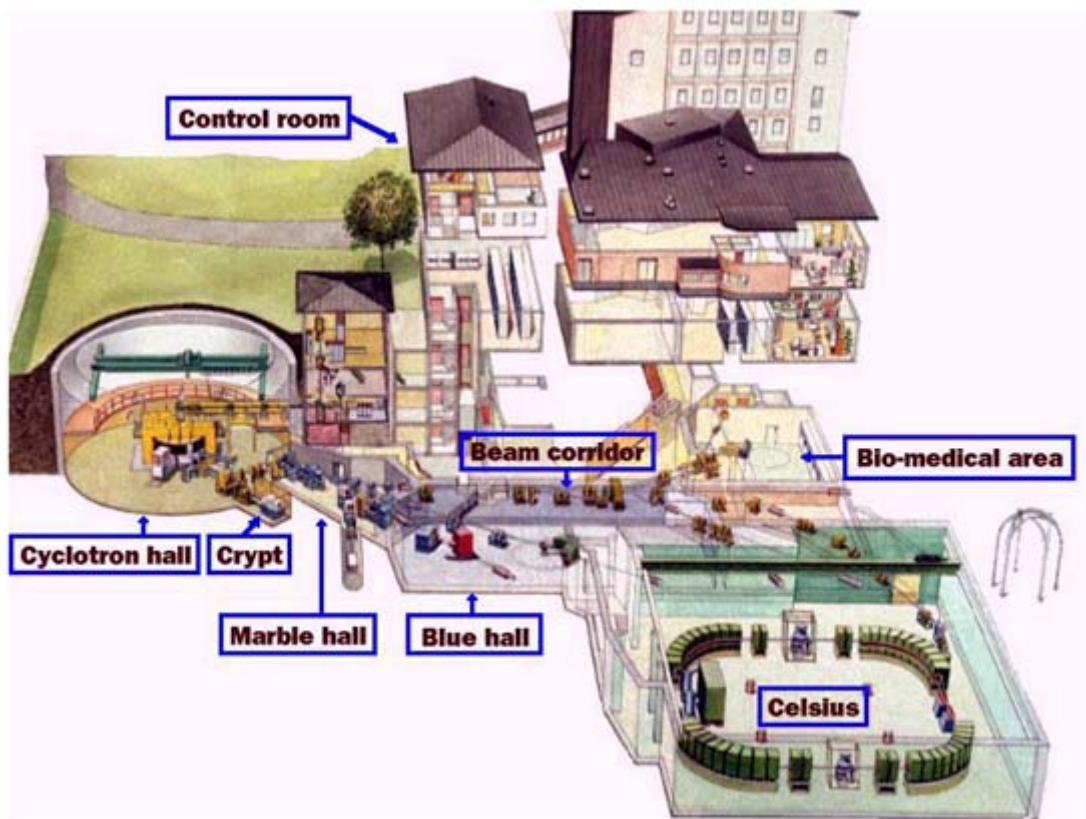 Control room
Beam corridor
Bio-medical area
Cyclotron hall
Crypt
Marble hall
Blue hall
Celsius